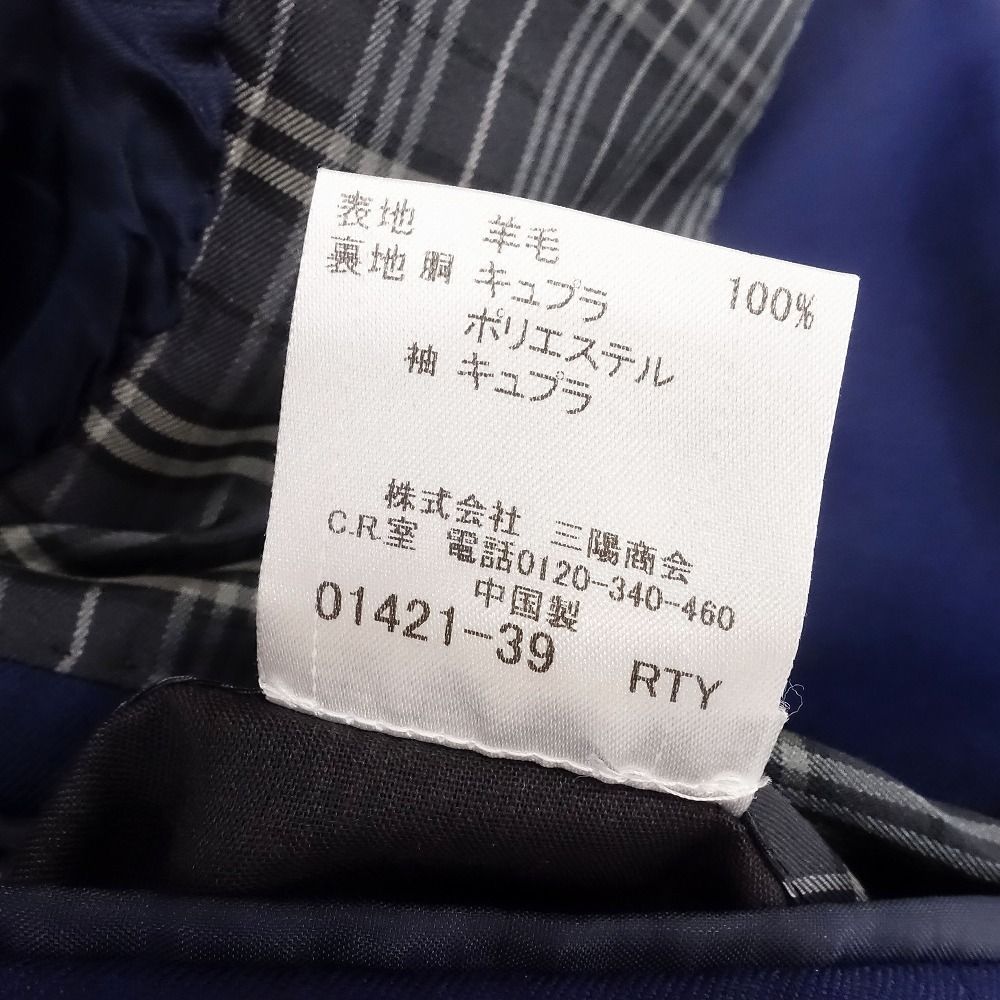 表地 羊毛 100%
裏地 胴 キュプラ
ポリエステル
袖 キュプラ
株式会社 三陽商会
C.R.室 電話0120-340-460
中国製
01421-39 RTY